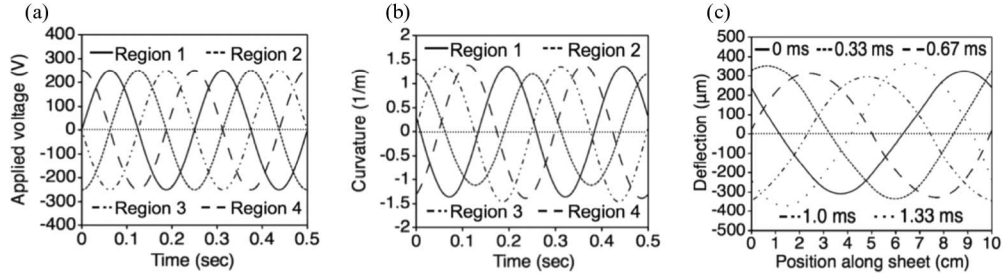 (a)
Applied voltage (V)
400
300
200
100
0
-100
-200
-300
-400
Region 1
Region 2
Region 3
Region 4
0
0.1
0.2
0.3
0.4
0.5
Time (sec)
(b)
Curvature (1/m)
2
1.5
1
0.5
0
-0.5
-1
-1.5
-2
Region 1
Region 2
Region 3
Region 4
0
0.1
0.2
0.3
0.4
0.5
Time (sec)
(c)
Deflection (µm)
500
400
300
200
100
0
-100
-200
-300
-400
500
0 ms
0.33 ms
0.67 ms
1.0 ms
1.33 ms
0
1
2
3
4
5
6
7
8
9
10
Position along sheet (cm)